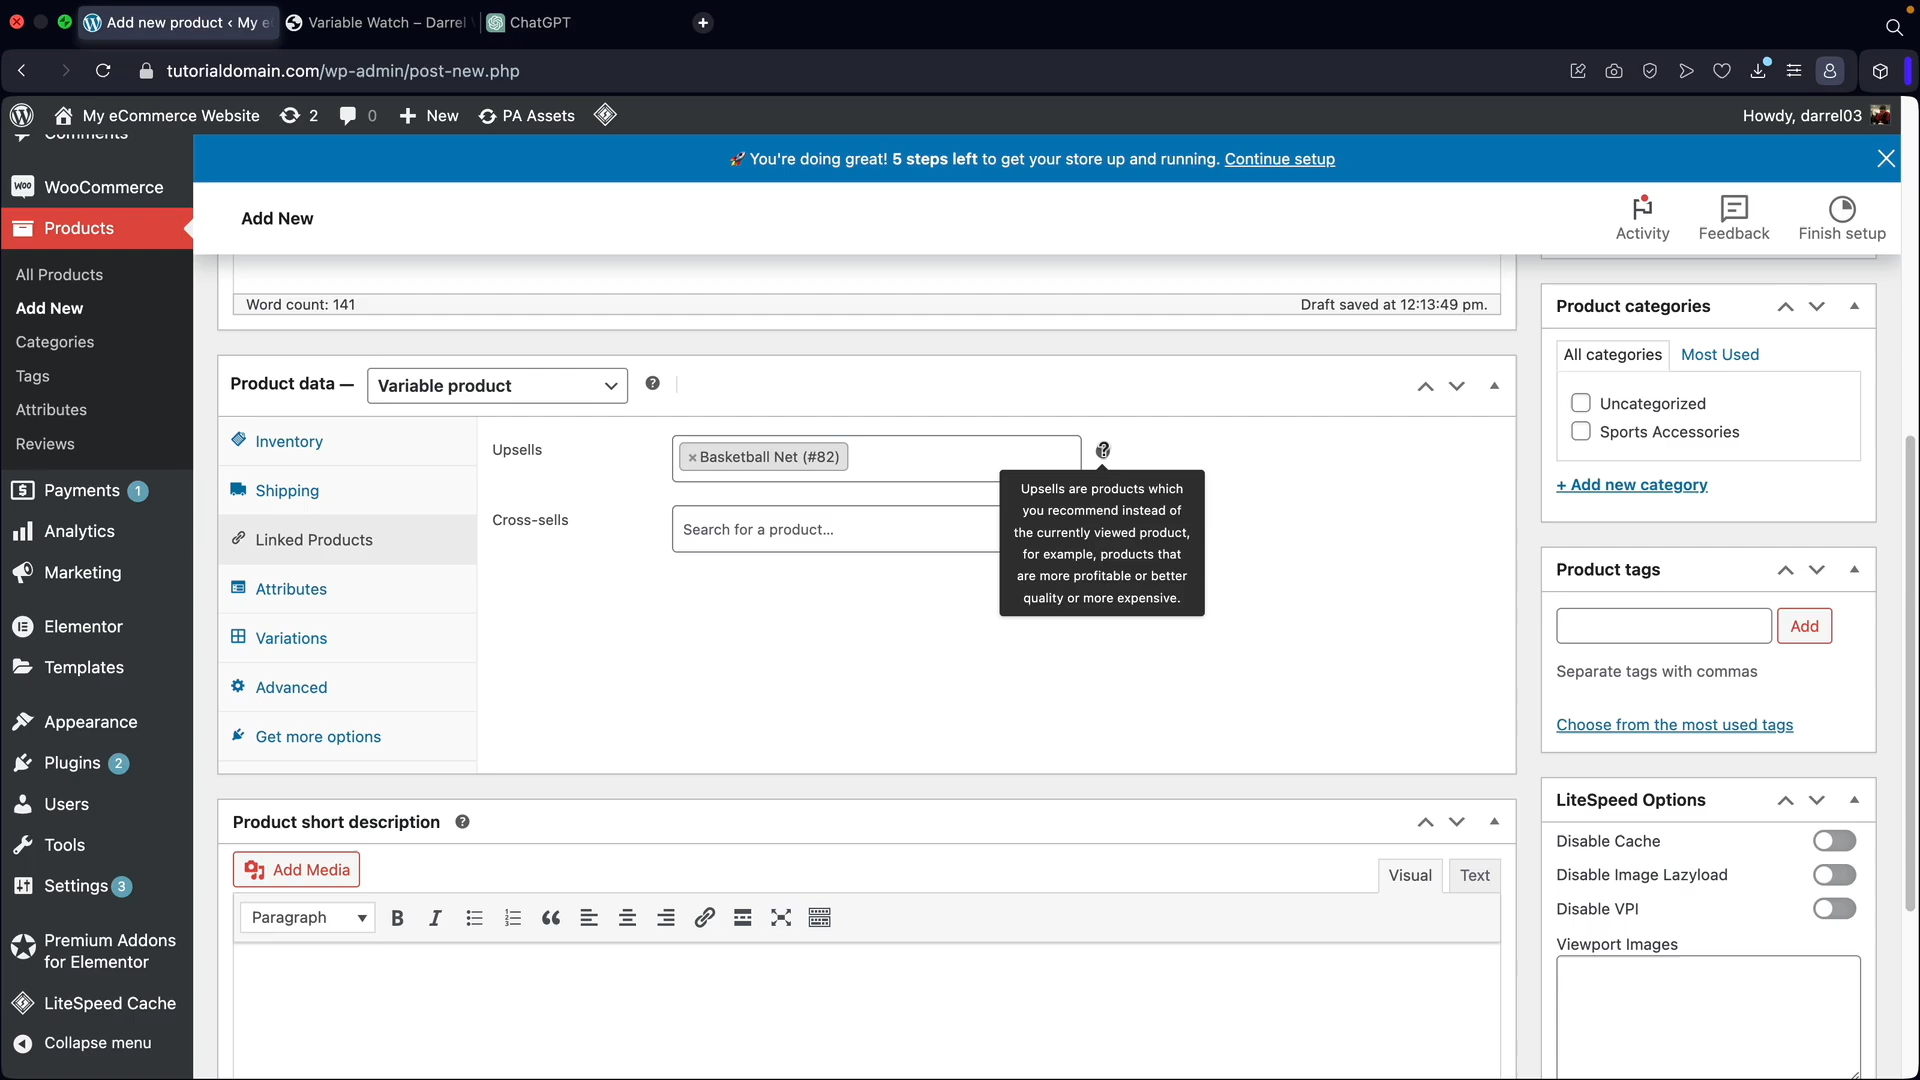 Add new product ‹ My e
Variable Watch – Darrel
ChatGPT
tutorialdomain.com/wp-admin/post-new.php
My eCommerce Website
2
0
New
PA Assets
Howdy, darrel03
Comments
WooCommerce
Products
All Products
Add New
Categories
Tags
Attributes
Reviews
Payments 1
Analytics
Marketing
Elementor
Templates
Appearance
Plugins 2
Users
Tools
Settings 3
Premium Addons
for Elementor
LiteSpeed Cache
Collapse menu
🚀 You're doing great! 5 steps left to get your store up and running. Continue setup
Add New
Activity
Feedback
Finish setup
Word count: 141
Draft saved at 12:13:49 pm.
Product data —
Variable product
Inventory
Shipping
Linked Products
Attributes
Variations
Advanced
Get more options
Upsells
× Basketball Net (#82)
Cross-sells
Search for a product...
Upsells are products which
you recommend instead of
the currently viewed product,
for example, products that
are more profitable or better
quality or more expensive.
Product short description
Add Media
Visual
Text
Paragraph
B
I
Product categories
All categories
Most Used
Uncategorized
Sports Accessories
+ Add new category
Product tags
Add
Separate tags with commas
Choose from the most used tags
LiteSpeed Options
Disable Cache
Disable Image Lazyload
Disable VPI
Viewport Images